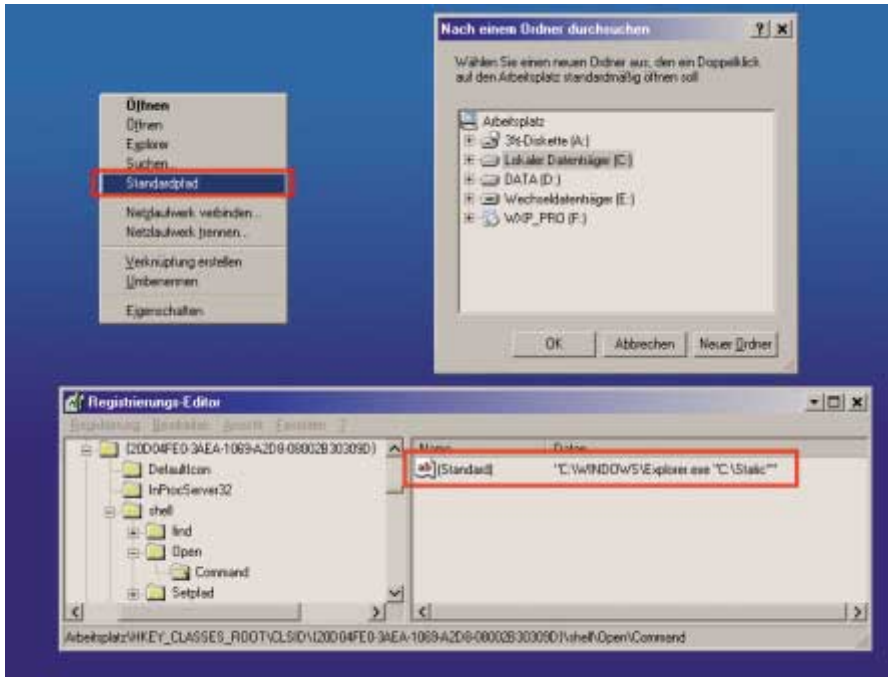 Öffnen
Öffnen
Explorer
Suchen...
Standardpfad
Netzlaufwerk verbinden...
Netzlaufwerk trennen...
Verknüpfung erstellen
Umbenennen
Eigenschaften
Nach einem Ordner durchsuchen
Wählen Sie einen neuen Ordner aus, den ein Doppelklick
auf den Arbeitsplatz standardmäßig öffnen soll
Arbeitsplatz
3½-Diskette (A:)
Lokaler Datenträger (C:)
DATA (D:)
Wechseldatenträger (E:)
WXP_PRO (F:)
OK
Abbrechen
Neuer Ordner
Registrierungs-Editor
Registrierung Bearbeiten Ansicht Favoriten ?
{20D04FE0-3AEA-1069-A2D8-08002B30309D}
DefaultIcon
InProcServer32
shell
find
Open
Command
Setpfad
Name Daten
(Standard) "C:\WINDOWS\Explorer.exe "C:\Static""
Arbeitsplatz\HKEY_CLASSES_ROOT\CLSID\{20D04FE0-3AEA-1069-A2D8-08002B30309D}\shell\Open\Command